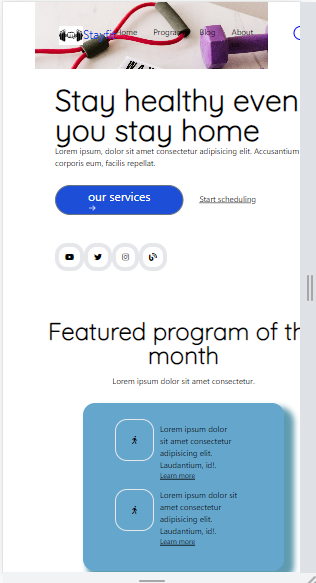 Stayfit Home Program Blog About
Stay healthy even
you stay home
Lorem ipsum, dolor sit amet consectetur adipisicing elit. Accusantium
corporis eum, facilis repellat.
our services
→
Start scheduling
Featured program of th
month
Lorem ipsum dolor sit amet consectetur.
Lorem ipsum dolor
sit amet consectetur
adipisicing elit.
Laudantium, id!.
Learn more
Lorem ipsum dolor sit
amet consectetur
adipisicing elit.
Laudantium, id!.
Learn more